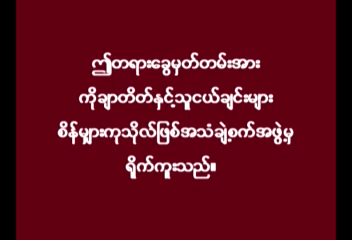 ဤတရားခွေမှတ်တမ်းအား
ကိုချာတိတ်နှင့်သူငယ်ချင်းများ
စိန်မျှားကုသိုလ်ဖြစ်အသံချဲ့စက်အဖွဲ့မှ
ရိုက်ကူးသည်။